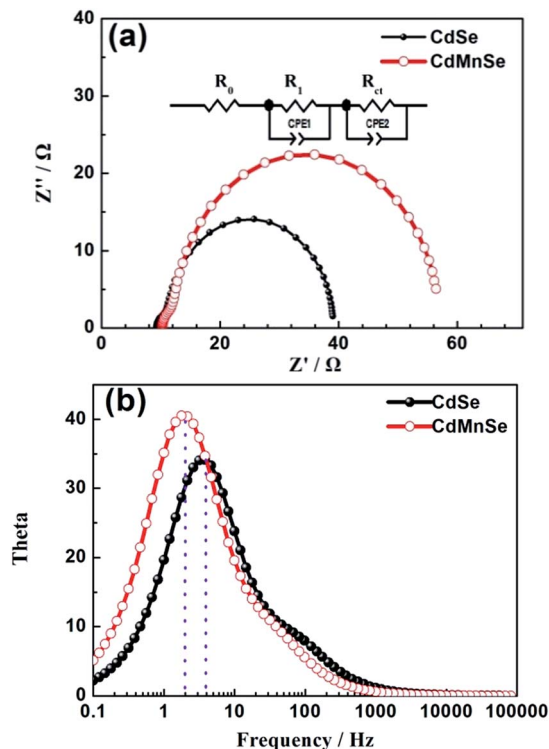 (a)
CdSe
CdMnSe
R0 R1 Rct
CPE1 CPE2
40
30
20
10
0
Z'' / Ω
0 20 40 60
Z' / Ω
(b)
CdSe
CdMnSe
40
30
20
10
0
Theta
0.1 1 10 100 1000 10000 100000
Frequency / Hz